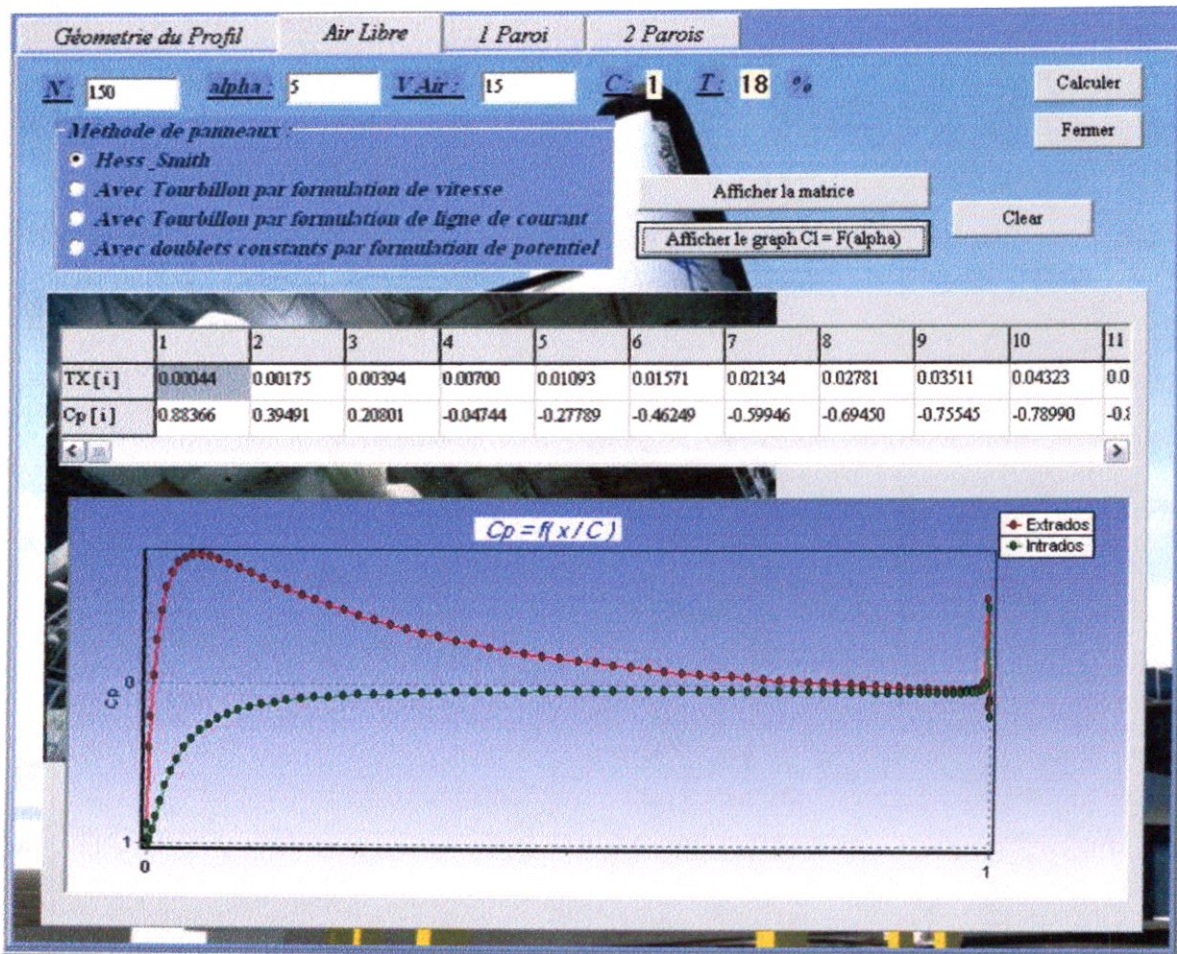 Géometrie du Profil Air Libre 1 Paroi 2 Parois
N : 150 alpha : 5 V Air : 15 C : 1 T : 18 % Calculer
Fermer
Méthode de panneaux :
Hess_Smith
Avec Tourbillon par formulation de vitesse
Avec Tourbillon par formulation de ligne de courant
Avec doublets constants par formulation de potentiel
Afficher la matrice
Afficher le graph Cl = F(alpha)
Clear
1 2 3 4 5 6 7 8 9 10 11
TX[i] 0.00044 0.00175 0.00394 0.00700 0.01093 0.01571 0.02134 0.02781 0.03511 0.04323 0.0
Cp[i] 0.88366 0.39491 0.20801 -0.04744 -0.27789 -0.46249 -0.59946 -0.69450 -0.75545 -0.78990 -0.8
Cp = f( x / C )
Extrados
Intrados
Cp
0
1
0 1